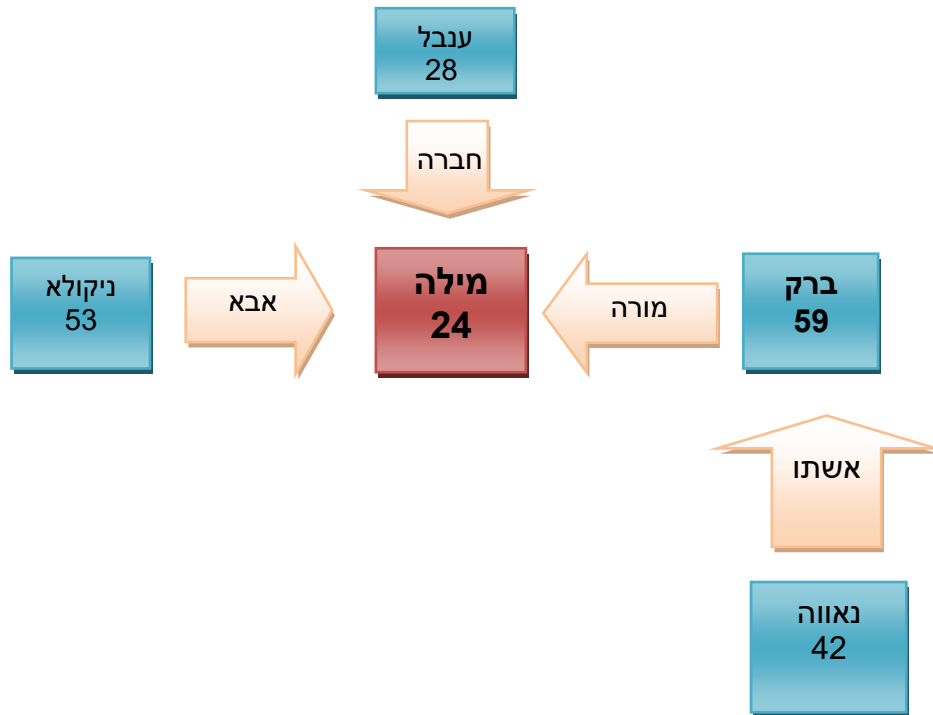 ענבל
28
חברה
ברק
59
מורה
מילה
24
אבא
ניקולא
53
אשתו
נאווה
42